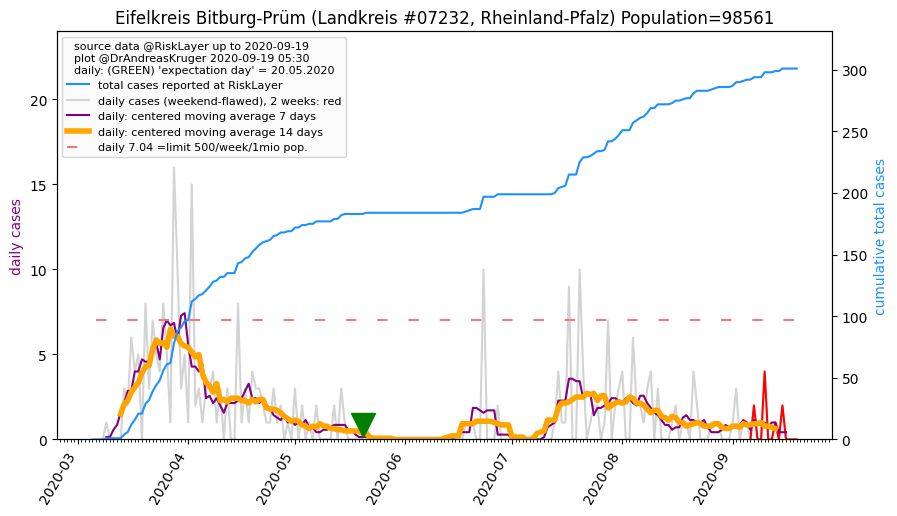 Eifelkreis Bitburg-Prüm (Landkreis #07232, Rheinland-Pfalz) Population=98561
source data @RiskLayer up to 2020-09-19
plot @DrAndreasKruger 2020-09-19 05:30
daily: (GREEN) 'expectation day' = 20.05.2020
total cases reported at RiskLayer
daily cases (weekend-flawed), 2 weeks: red
daily: centered moving average 7 days
daily: centered moving average 14 days
daily 7.04 =limit 500/week/1mio pop.
daily cases
20
15
10
5
0
cumulative total cases
300
250
200
150
100
50
0
2020-03
2020-04
2020-05
2020-06
2020-07
2020-08
2020-09